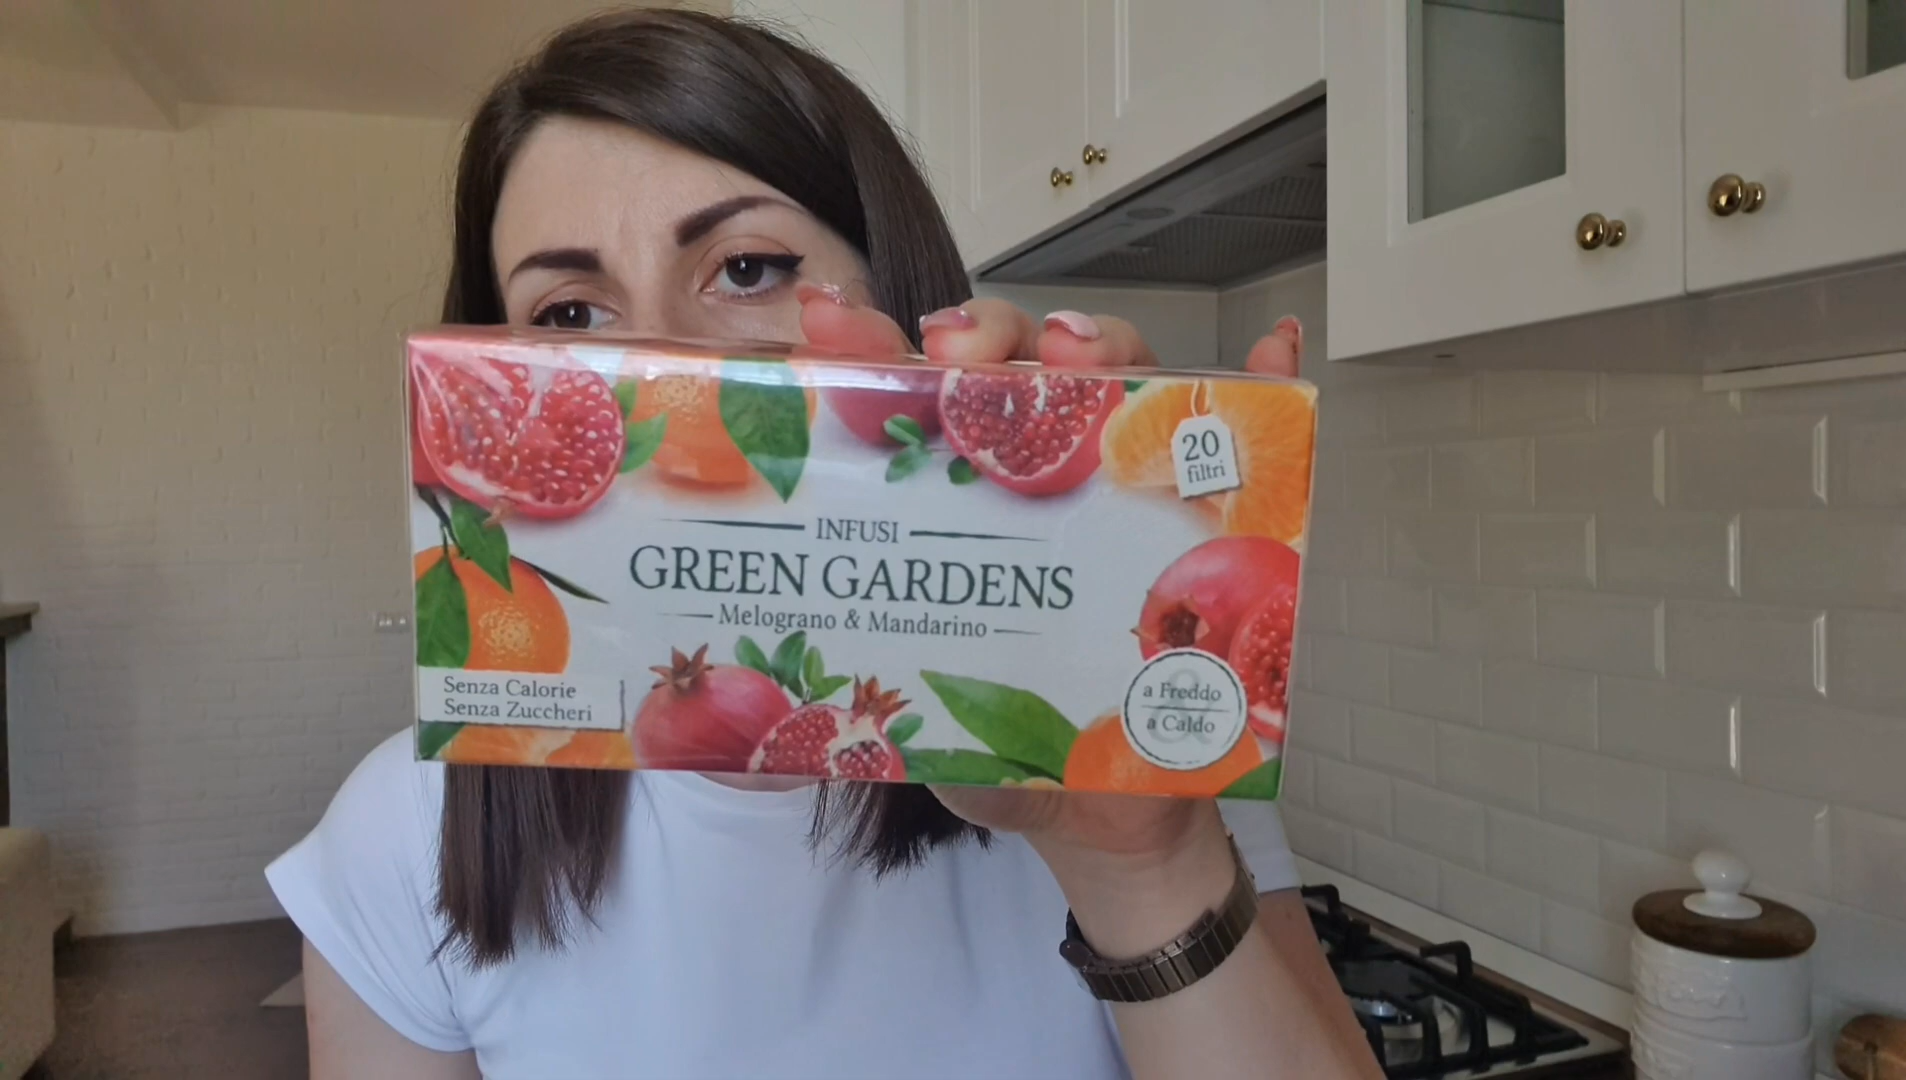 20
filtri
INFUSI
GREEN GARDENS
Melograno & Mandarino
Senza Calorie
Senza Zuccheri
a Freddo
&
a Caldo